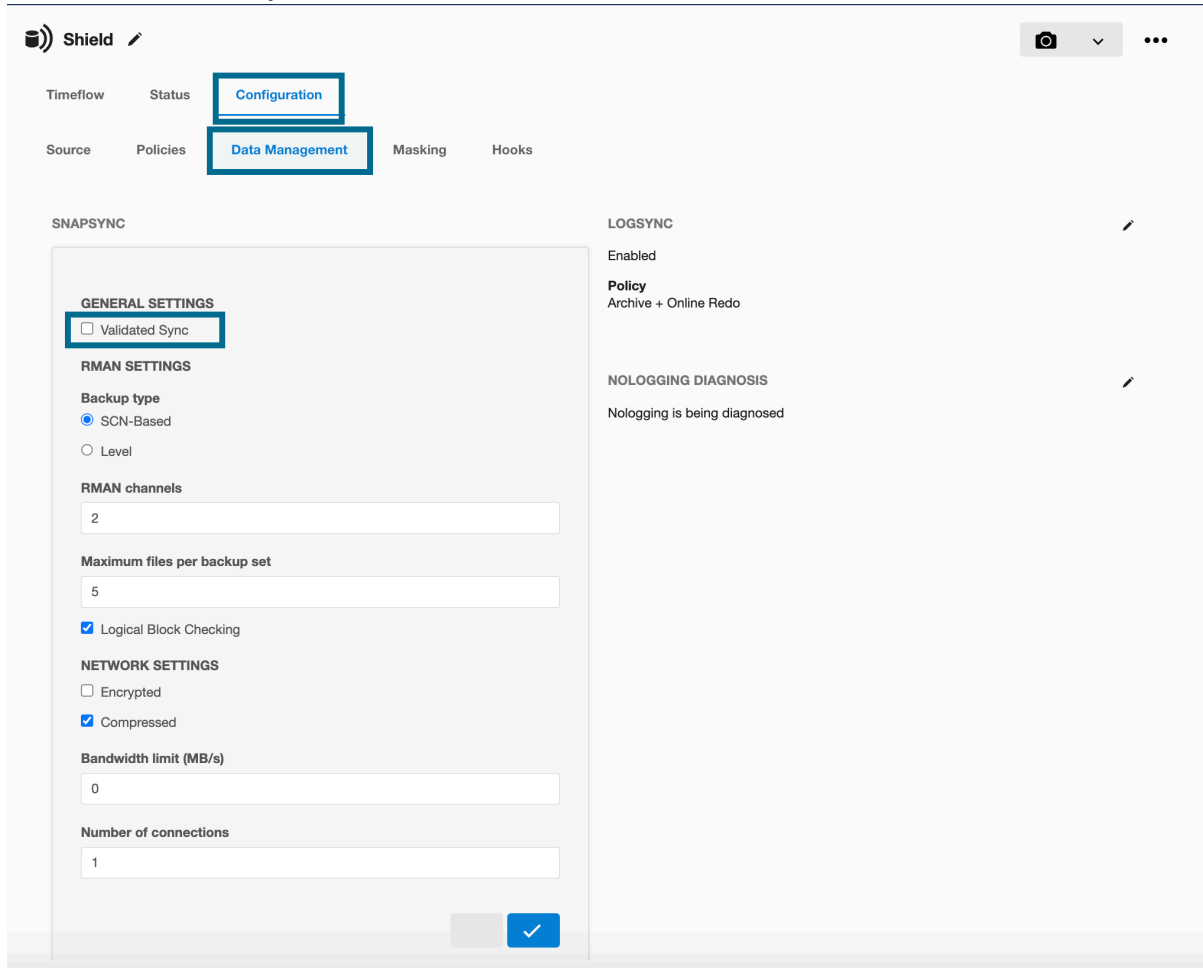 Shield
Timeflow Status Configuration
Source Policies Data Management Masking Hooks
SNAPSYNC
GENERAL SETTINGS
Validated Sync
RMAN SETTINGS
Backup type
SCN-Based
Level
RMAN channels
2
Maximum files per backup set
5
Logical Block Checking
NETWORK SETTINGS
Encrypted
Compressed
Bandwidth limit (MB/s)
0
Number of connections
1
LOGSYNC
Enabled
Policy
Archive + Online Redo
NOLOGGING DIAGNOSIS
Nologging is being diagnosed